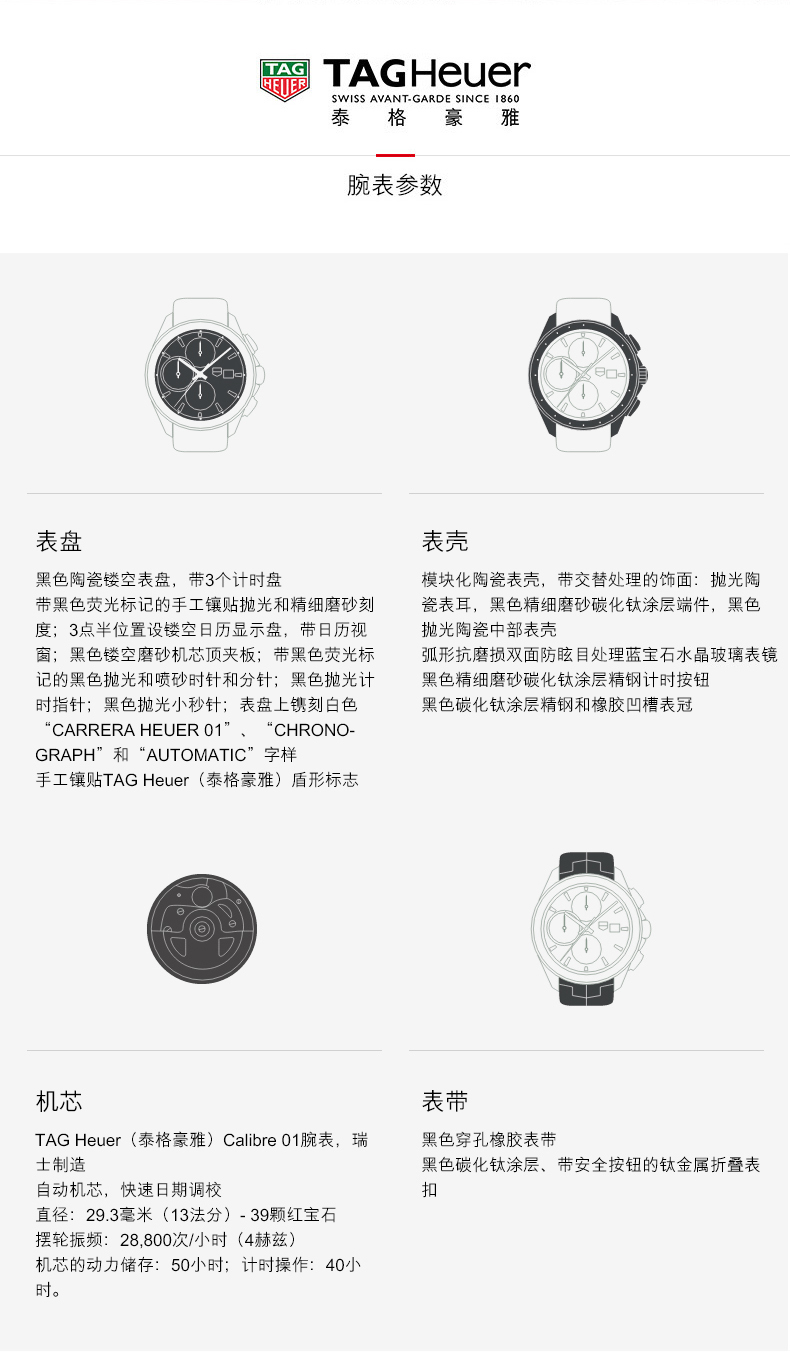 TAG
HEUER
TAGHeuer
SWISS AVANT-GARDE SINCE 1860
泰格豪雅
腕表参数
表盘
黑色陶瓷镂空表盘，带3个计时盘
带黑色荧光标记的手工镶贴抛光和精细磨砂刻
度；3点半位置设镂空日历显示盘，带日历视
窗；黑色镂空磨砂机芯顶夹板；带黑色荧光标
记的黑色抛光和喷砂时针和分针；黑色抛光计
时指针；黑色抛光小秒针；表盘上镌刻白色
“CARRERA HEUER 01”、“CHRONO-
GRAPH”和“AUTOMATIC”字样
手工镶贴TAG Heuer（泰格豪雅）盾形标志
表壳
模块化陶瓷表壳，带交替处理的饰面：抛光陶
瓷表耳，黑色精细磨砂碳化钛涂层端件，黑色
抛光陶瓷中部表壳
弧形抗磨损双面防眩目处理蓝宝石水晶玻璃表镜
黑色精细磨砂碳化钛涂层精钢计时按钮
黑色碳化钛涂层精钢和橡胶凹槽表冠
机芯
TAG Heuer（泰格豪雅）Calibre 01腕表，瑞
士制造
自动机芯，快速日期调校
直径：29.3毫米（13法分）- 39颗红宝石
摆轮振频：28,800次/小时（4赫兹）
机芯的动力储存：50小时；计时操作：40小
时。
表带
黑色穿孔橡胶表带
黑色碳化钛涂层、带安全按钮的钛金属折叠表
扣